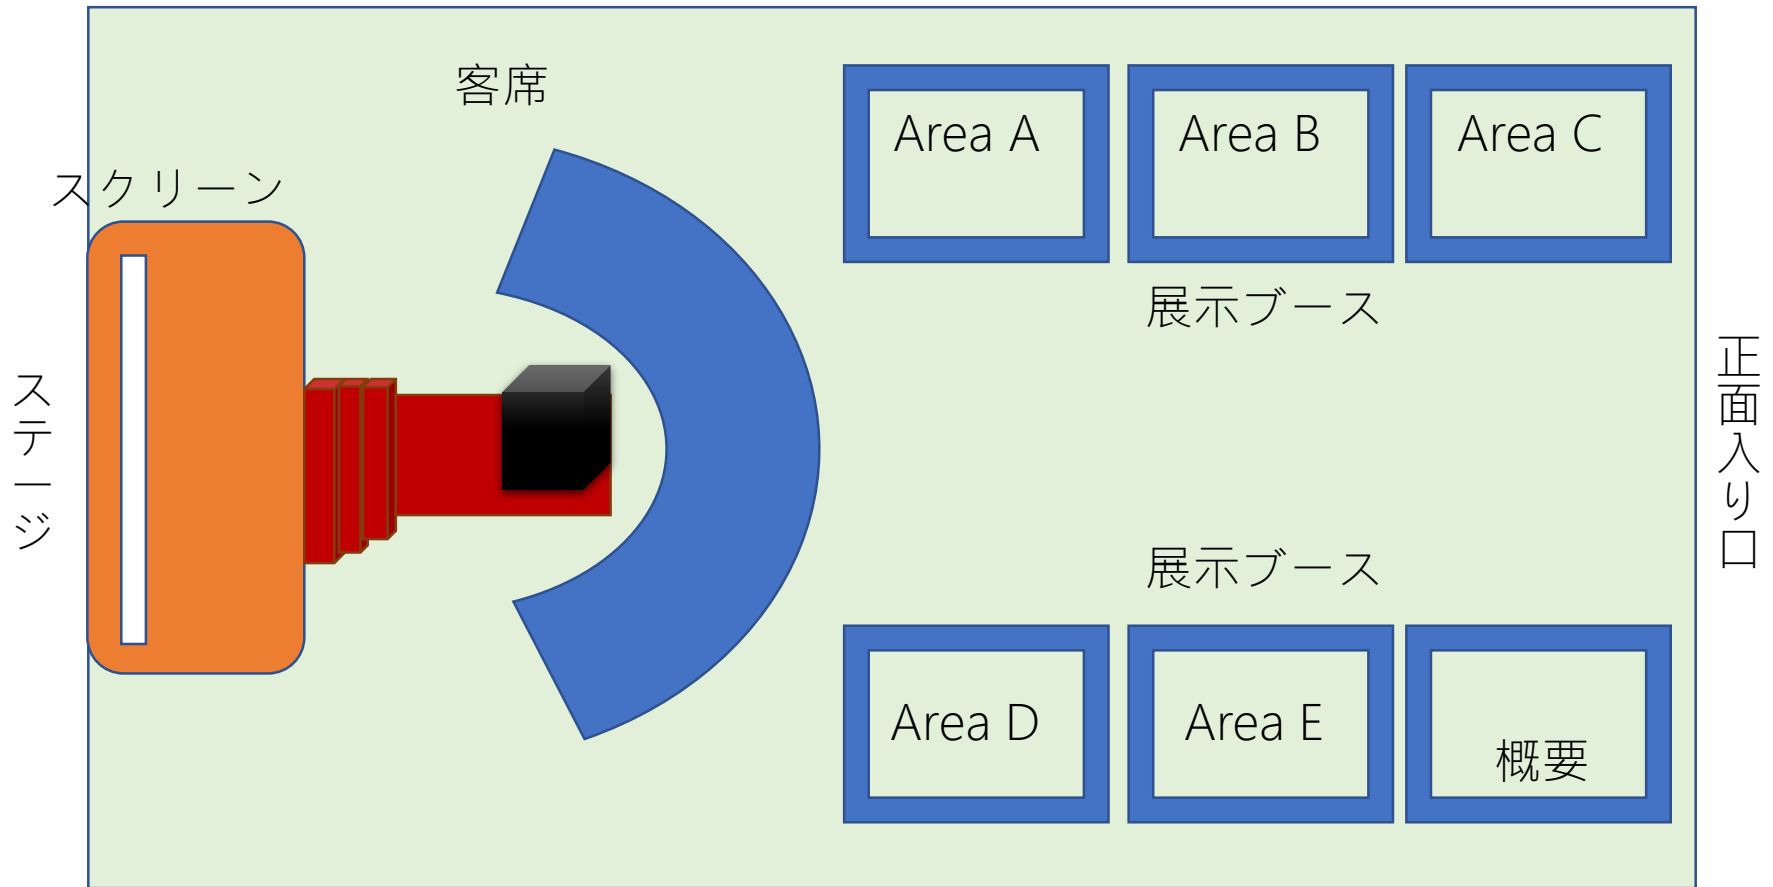 客席
Area A
Area B
Area C
スクリーン
展示ブース
ステージ
正面入り口
展示ブース
Area D
Area E
概要